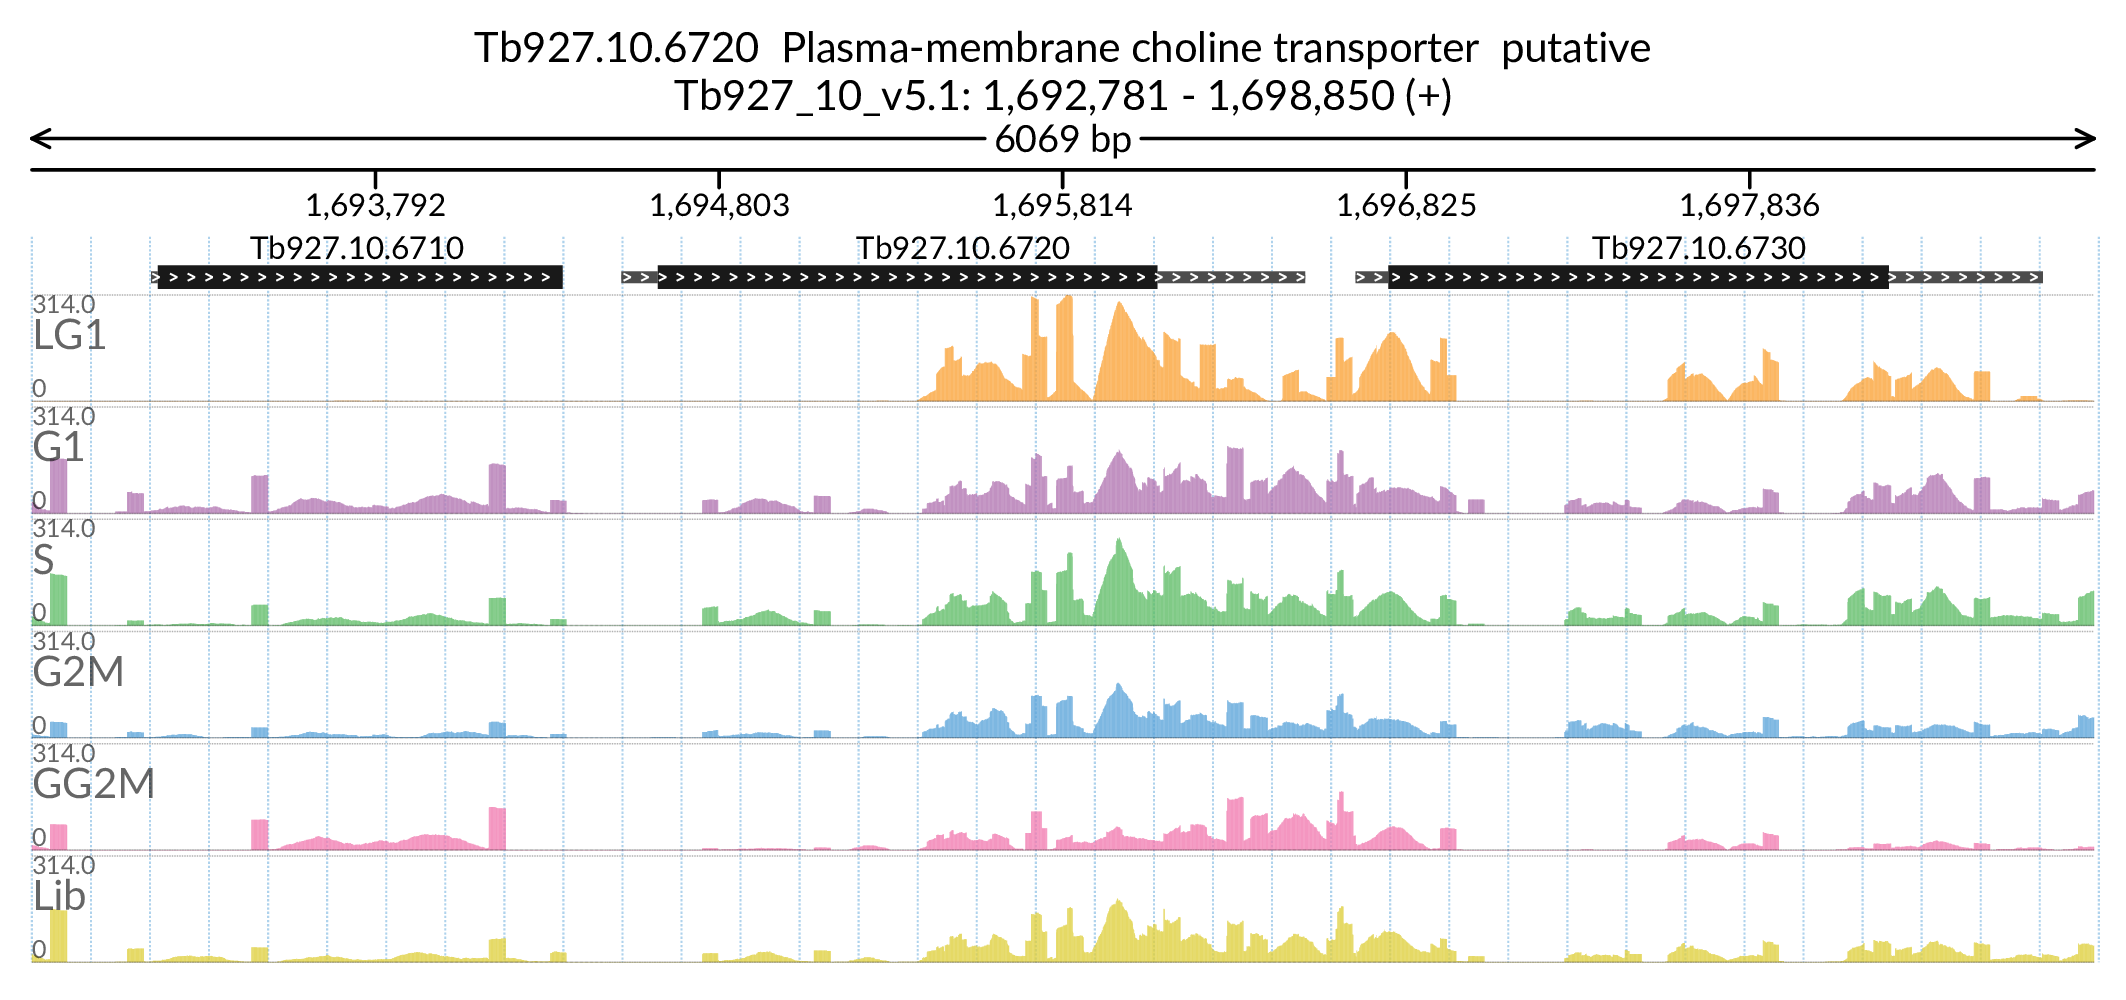 Tb927.10.6720  Plasma-membrane choline transporter  putative
Tb927_10_v5.1: 1,692,781 - 1,698,850 (+)
6069 bp
1,693,792 1,694,803 1,695,814 1,696,825 1,697,836
Tb927.10.6710 Tb927.10.6720 Tb927.10.6730
314.0
LG1
0
314.0
G1
0
314.0
S
0
314.0
G2M
0
314.0
GG2M
0
314.0
Lib
0